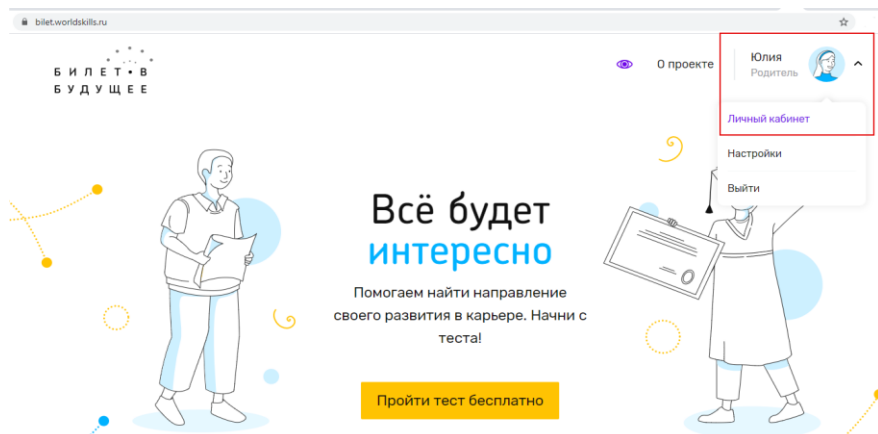 bilet.worldskills.ru
БИЛЕТ•В
БУДУЩЕЕ
О проекте
Юлия
Родитель
Личный кабинет
Настройки
Выйти
Всё будет
интересно
Помогаем найти направление
своего развития в карьере. Начни с
теста!
Пройти тест бесплатно